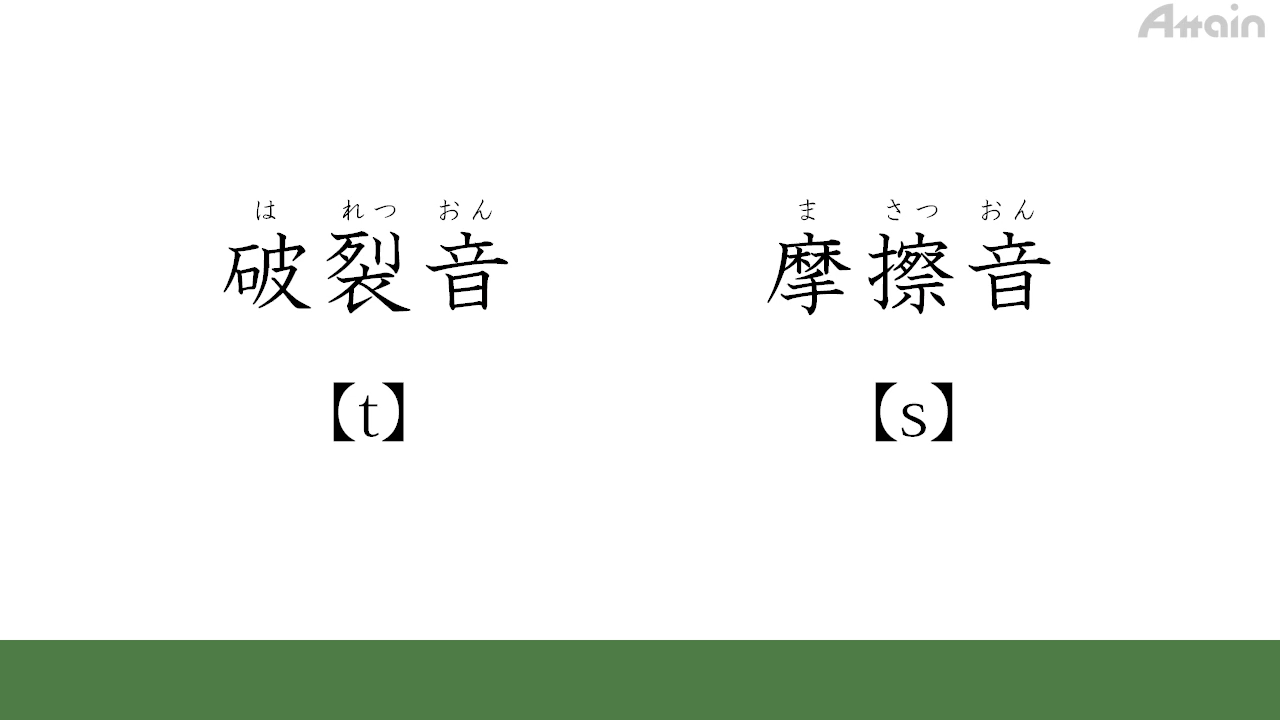 Attain
は れつ おん ま さつ おん
破裂音 摩擦音
【t】 【s】